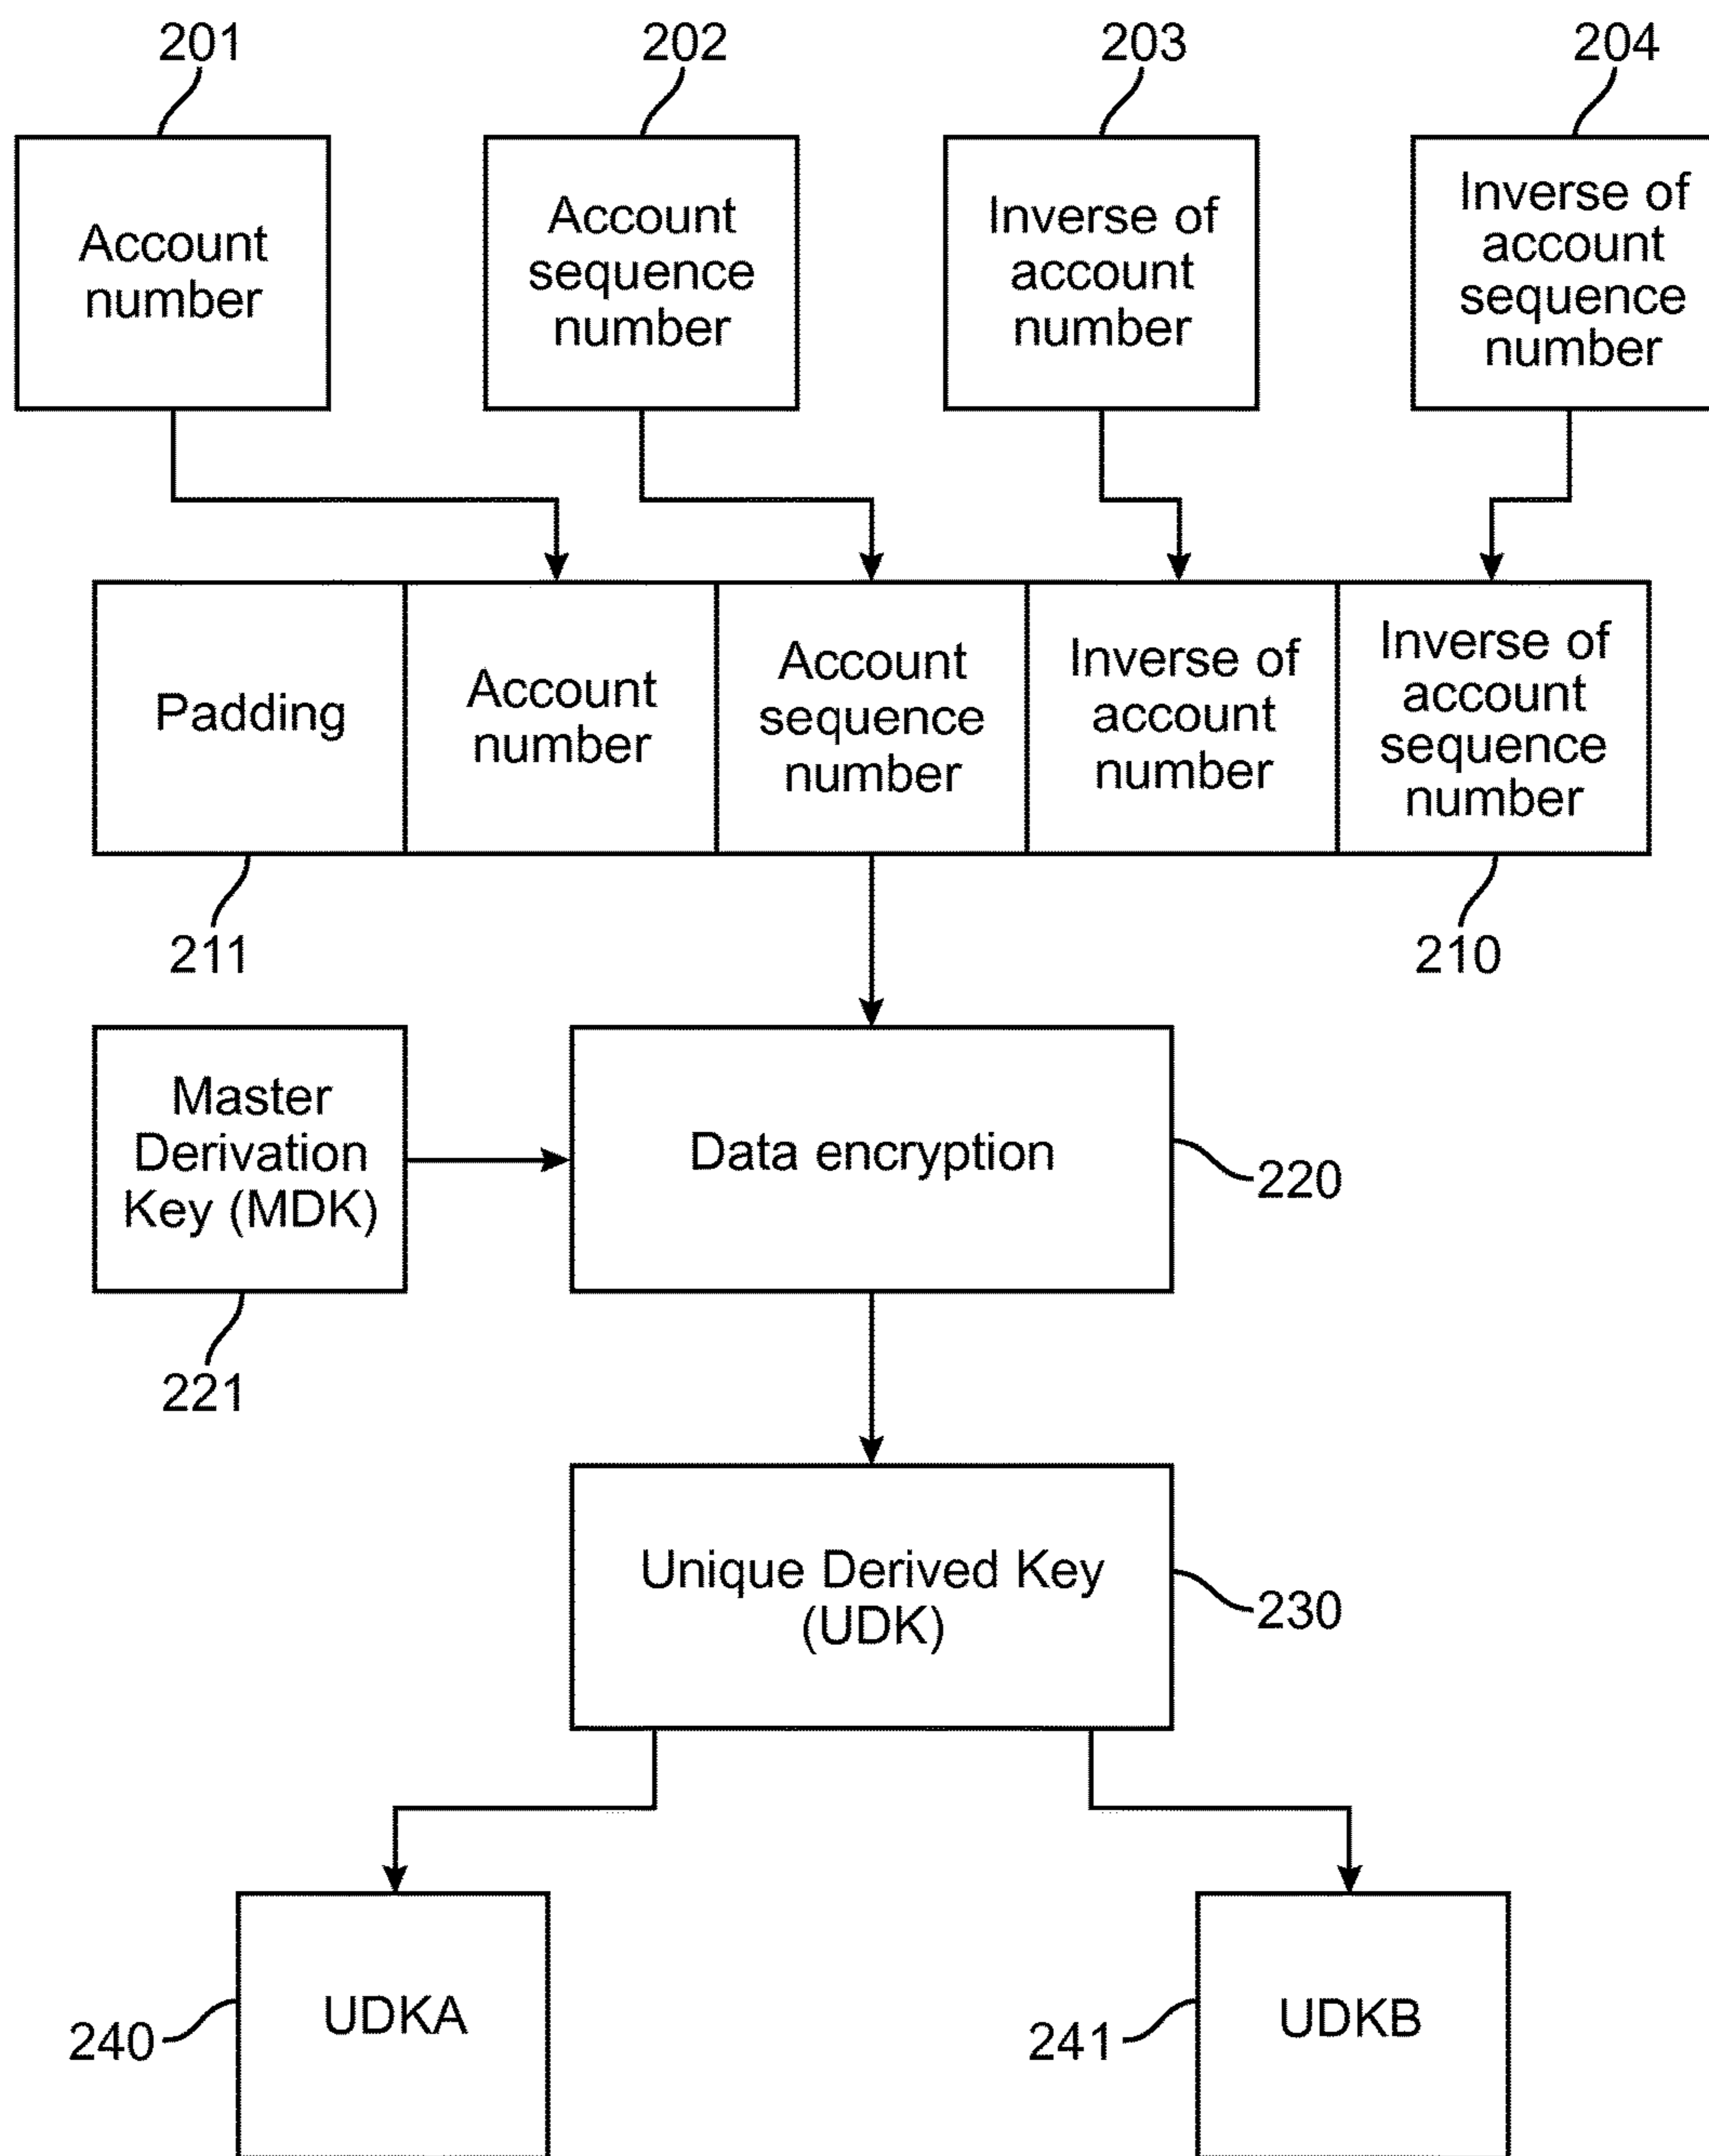 201
202
203
204
Account
number
Account
sequence
number
Inverse of
account
number
Inverse of
account
sequence
number
Padding
Account
number
Account
sequence
number
Inverse of
account
number
Inverse of
account
sequence
number
211
210
Master
Derivation
Key (MDK)
Data encryption
220
221
Unique Derived Key
(UDK)
230
UDKA
240
UDKB
241